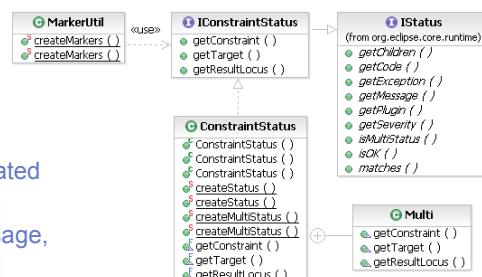 MarkerUtil
createMarkers ( )
createMarkers ( )
«use»
IConstraintStatus
getConstraint ( )
getTarget ( )
getResultLocus ( )
IStatus
(from org.eclipse.core.runtime)
getChildren ( )
getCode ( )
getException ( )
getMessage ( )
getPlugin ( )
getSeverity ( )
isMultiStatus ( )
isOK ( )
matches ( )
ConstraintStatus
ConstraintStatus ( )
ConstraintStatus ( )
ConstraintStatus ( )
createStatus ( )
createStatus ( )
createMultiStatus ( )
createMultiStatus ( )
getConstraint ( )
getTarget ( )
getResultLocus ( )
Multi
getConstraint ( )
getTarget ( )
getResultLocus ( )